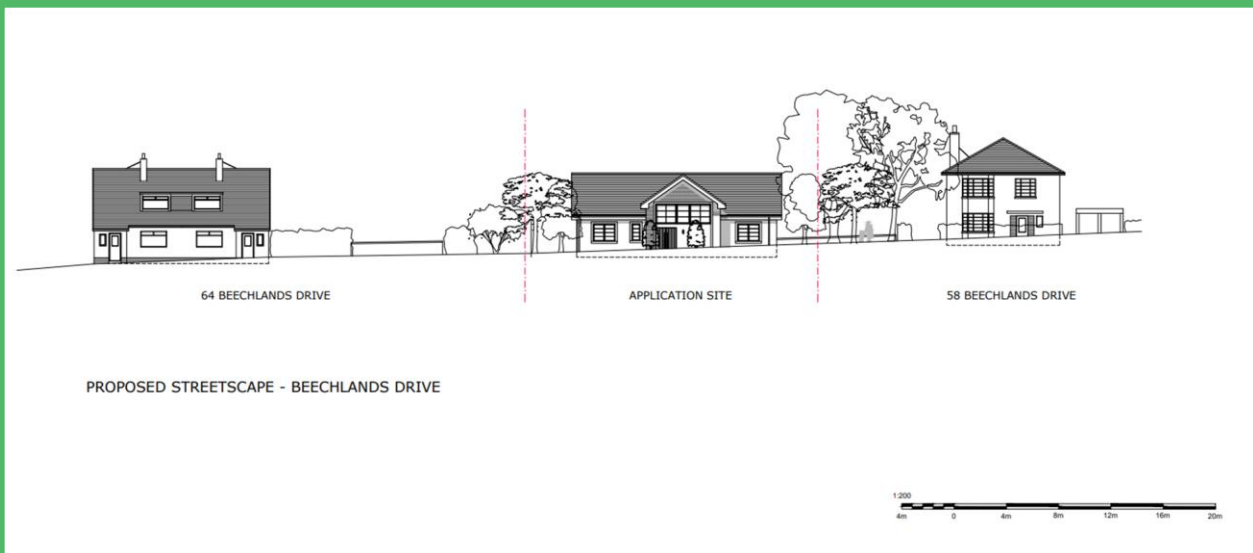 64 BEECHLANDS DRIVE
APPLICATION SITE
58 BEECHLANDS DRIVE
PROPOSED STREETSCAPE - BEECHLANDS DRIVE
1:200
4m 0 4m 8m 12m 16m 20m